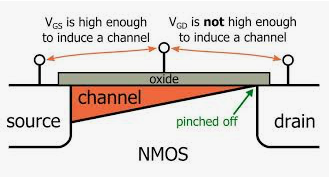 V_GS is high enough
to induce a channel
V_GD is not high enough
to induce a channel
oxide
channel
source
pinched off
drain
NMOS